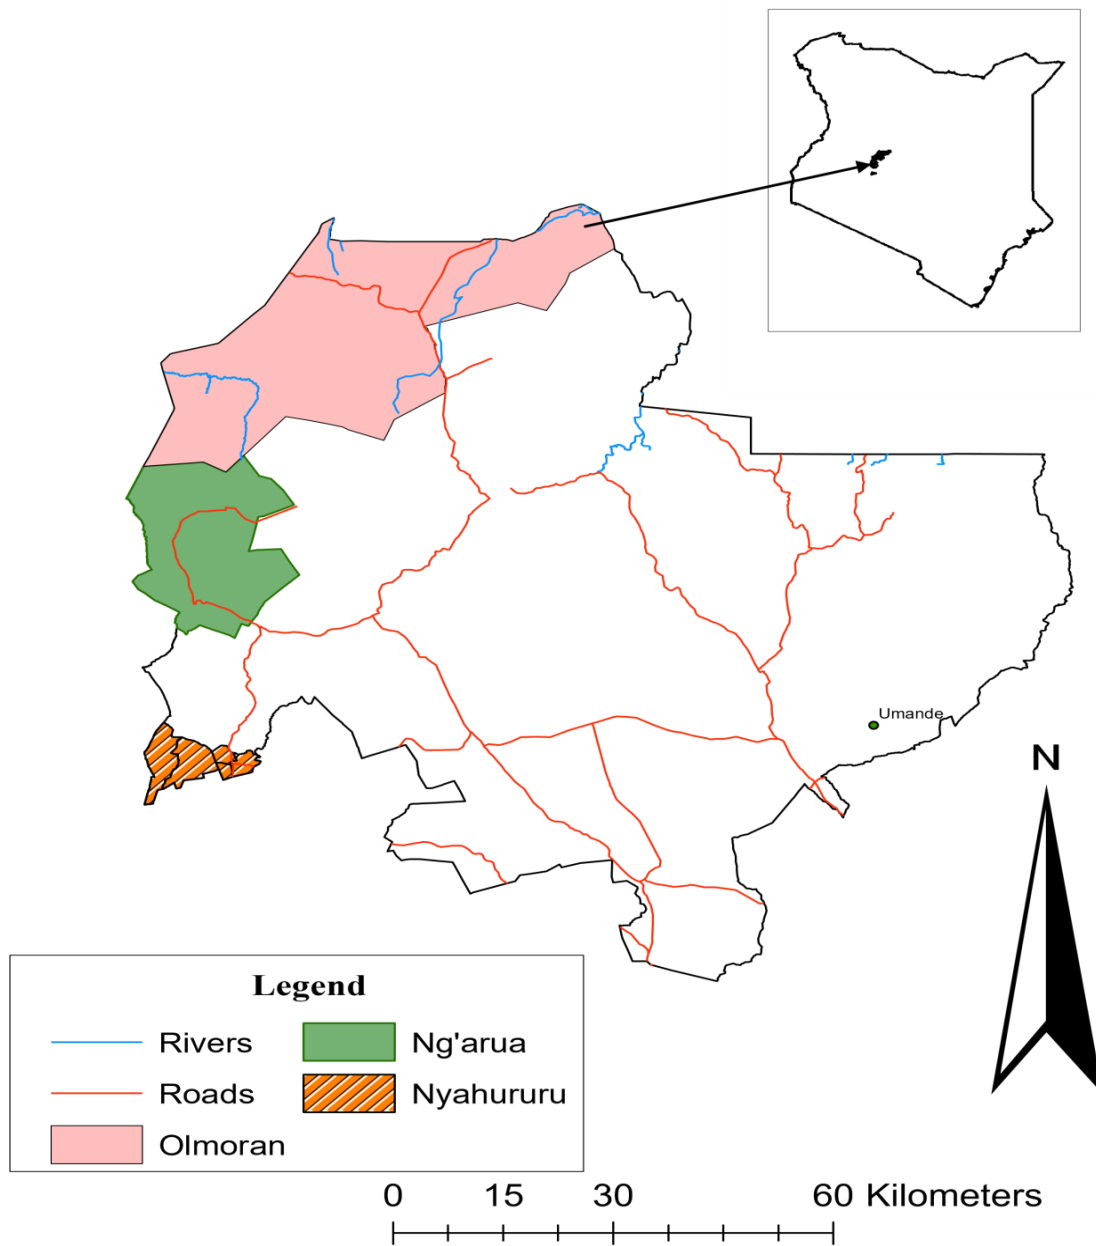 Umande
N
Legend
Rivers
Ng'arua
Roads
Nyahururu
Olmoran
0 15 30 60 Kilometers